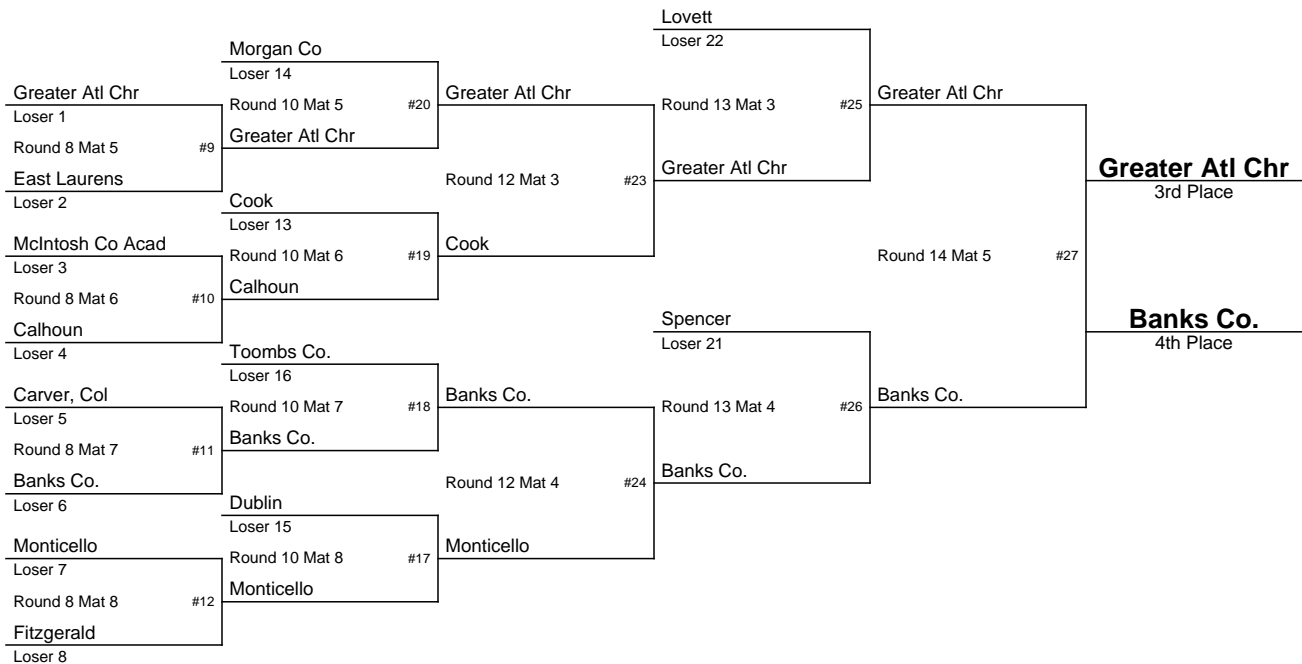 Lovett
Loser 22
Morgan Co
Loser 14
Greater Atl Chr
Round 10 Mat 5 #20
Greater Atl Chr
Round 13 Mat 3 #25
Greater Atl Chr
Loser 1
Round 8 Mat 5 #9
Greater Atl Chr
Greater Atl Chr
Greater Atl Chr
3rd Place
East Laurens
Loser 2
Round 12 Mat 3 #23
Cook
Loser 13
McIntosh Co Acad
Loser 3
Round 10 Mat 6 #19
Cook
Round 14 Mat 5 #27
Round 8 Mat 6 #10
Calhoun
Calhoun
Loser 4
Spencer
Loser 21
Banks Co.
4th Place
Toombs Co.
Loser 16
Carver, Col
Loser 5
Round 10 Mat 7 #18
Banks Co.
Round 13 Mat 4 #26
Banks Co.
Round 8 Mat 7 #11
Banks Co.
Banks Co.
Loser 6
Round 12 Mat 4 #24
Banks Co.
Dublin
Loser 15
Monticello
Loser 7
Round 10 Mat 8 #17
Monticello
Round 8 Mat 8 #12
Monticello
Fitzgerald
Loser 8